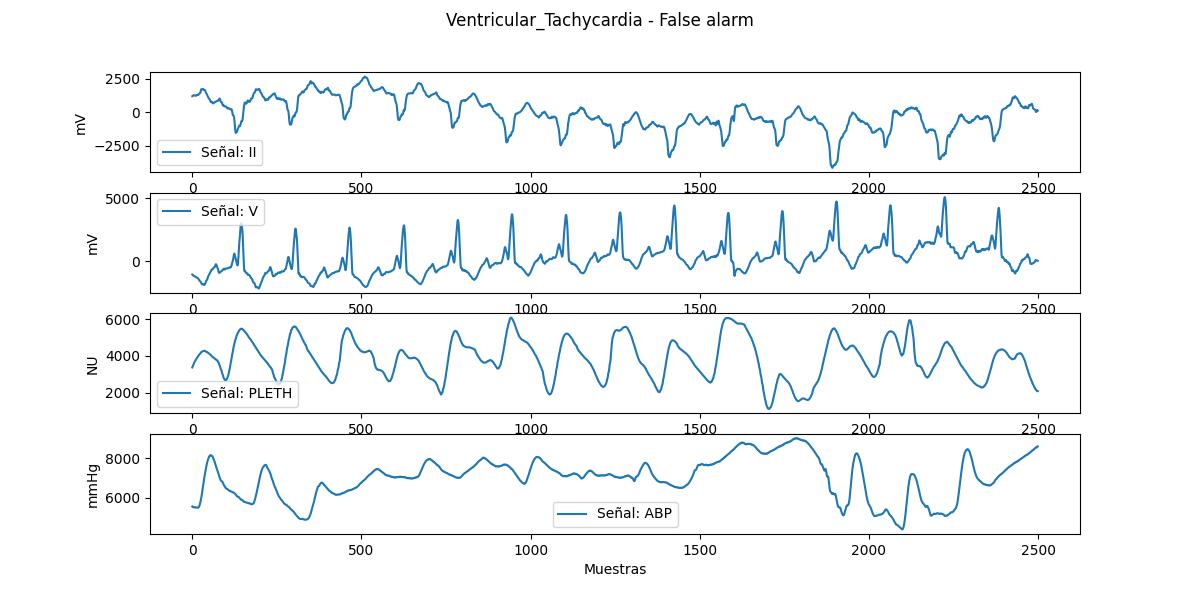 Ventricular_Tachycardia - False alarm
2500
0
−2500
mV
Señal: II
0 500 1000 1500 2000 2500
5000
0
mV
Señal: V
0 500 1000 1500 2000 2500
6000
4000
2000
NU
Señal: PLETH
0 500 1000 1500 2000 2500
8000
6000
mmHg
Señal: ABP
0 500 1000 1500 2000 2500
Muestras